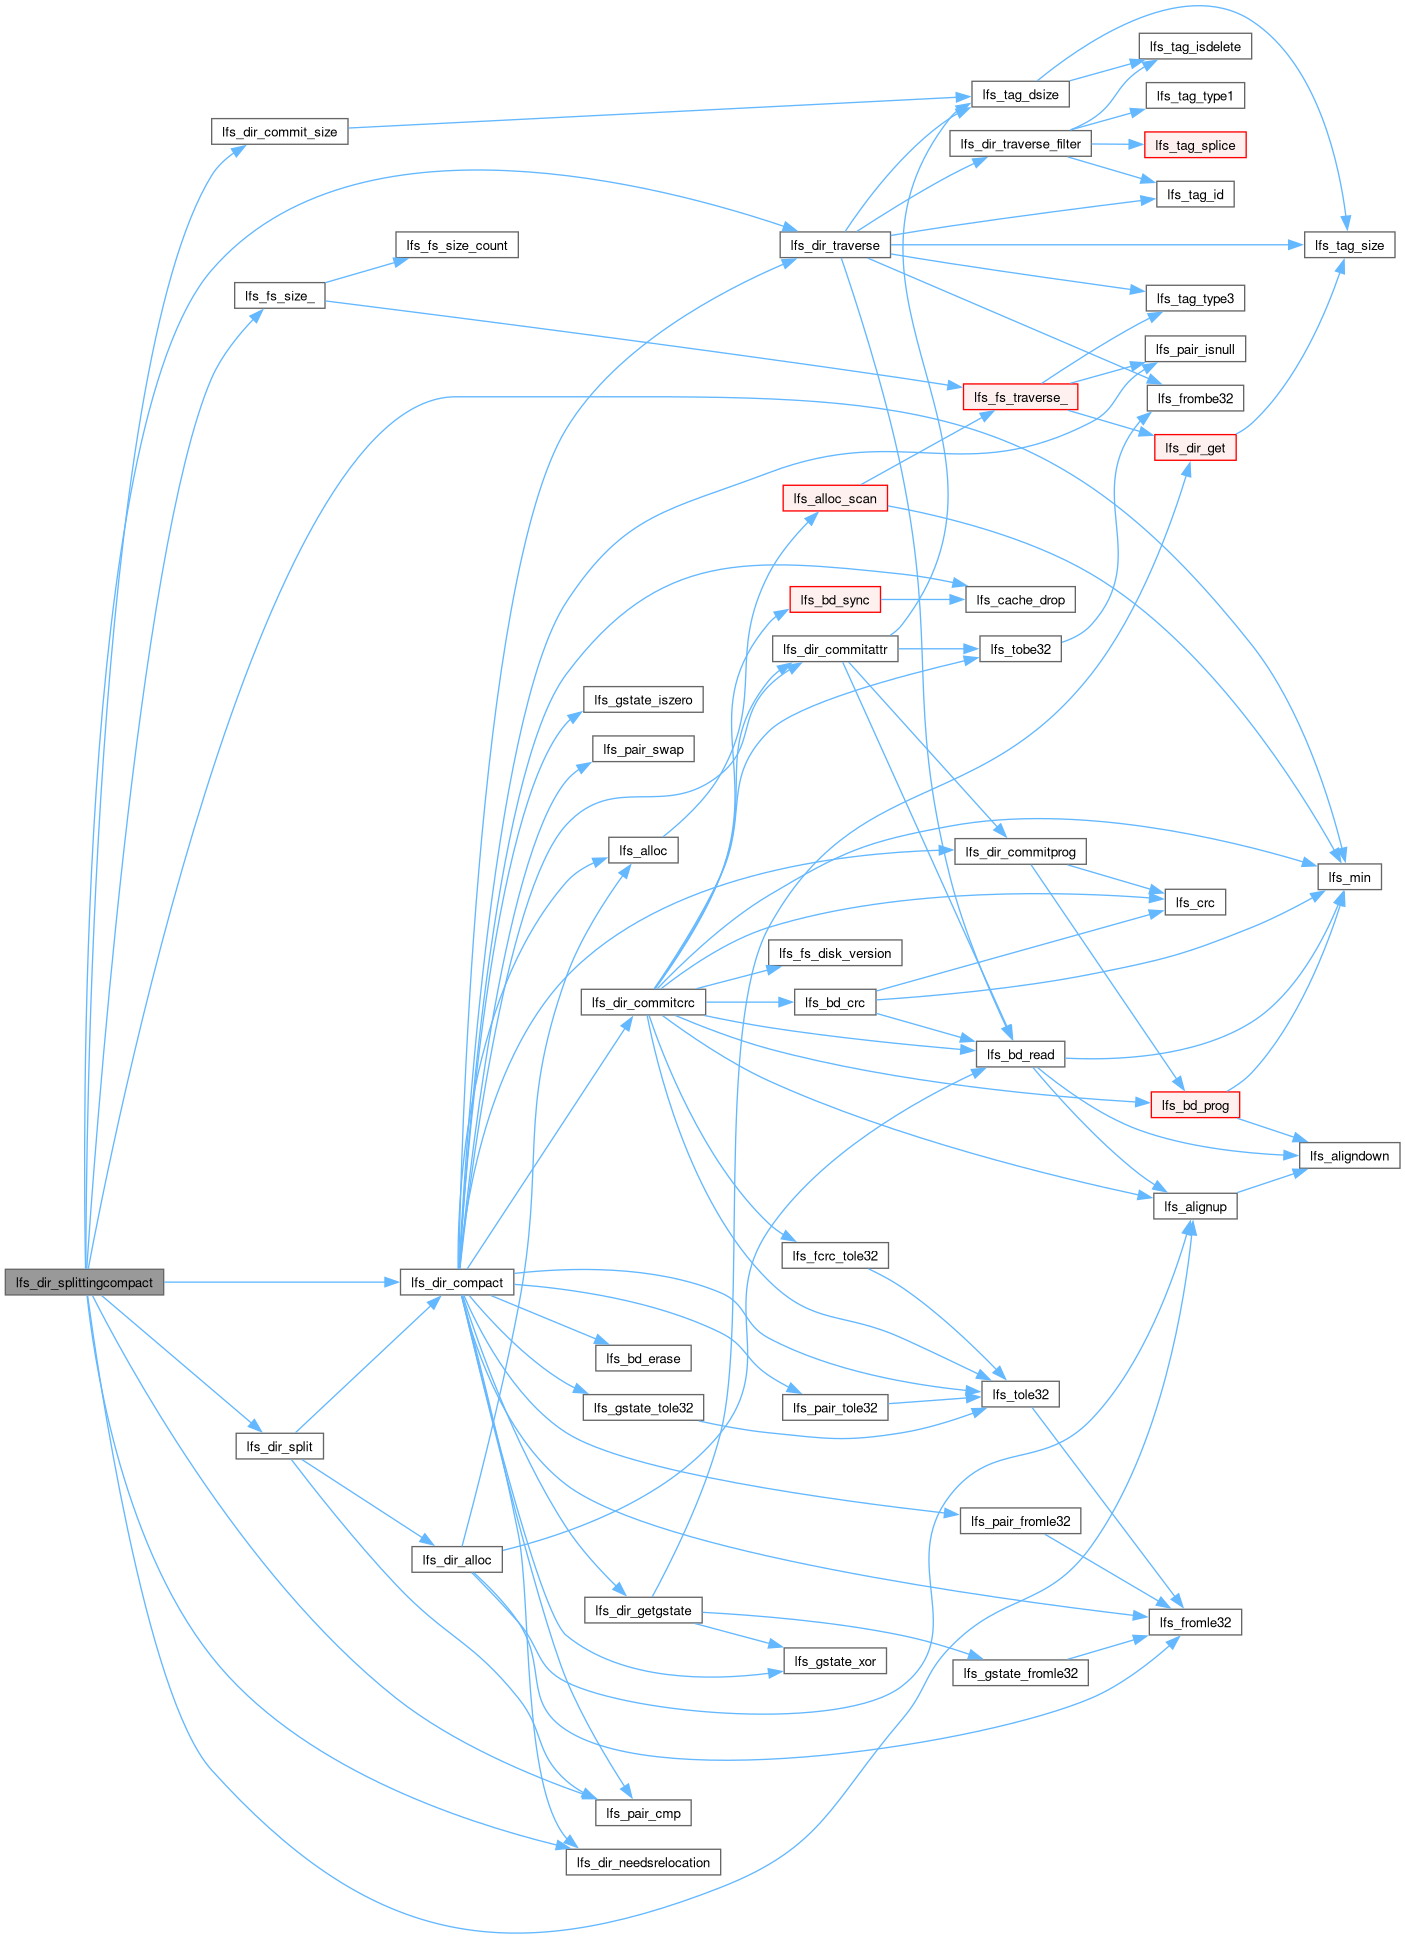 lfs_tag_isdelete
lfs_tag_dsize
lfs_tag_type1
lfs_dir_commit_size
lfs_dir_traverse_filter
lfs_tag_splice
lfs_tag_id
lfs_fs_size_count
lfs_dir_traverse
lfs_tag_size
lfs_fs_size_
lfs_tag_type3
lfs_pair_isnull
lfs_fs_traverse_
lfs_frombe32
lfs_dir_get
lfs_alloc_scan
lfs_bd_sync
lfs_cache_drop
lfs_dir_commitattr
lfs_tobe32
lfs_gstate_iszero
lfs_pair_swap
lfs_alloc
lfs_dir_commitprog
lfs_min
lfs_crc
lfs_fs_disk_version
lfs_dir_commitcrc
lfs_bd_crc
lfs_bd_read
lfs_bd_prog
lfs_aligndown
lfs_alignup
lfs_fcrc_tole32
lfs_dir_splittingcompact
lfs_dir_compact
lfs_bd_erase
lfs_tole32
lfs_gstate_tole32
lfs_pair_tole32
lfs_dir_split
lfs_pair_fromle32
lfs_dir_alloc
lfs_dir_getgstate
lfs_fromle32
lfs_gstate_xor
lfs_gstate_fromle32
lfs_pair_cmp
lfs_dir_needsrelocation